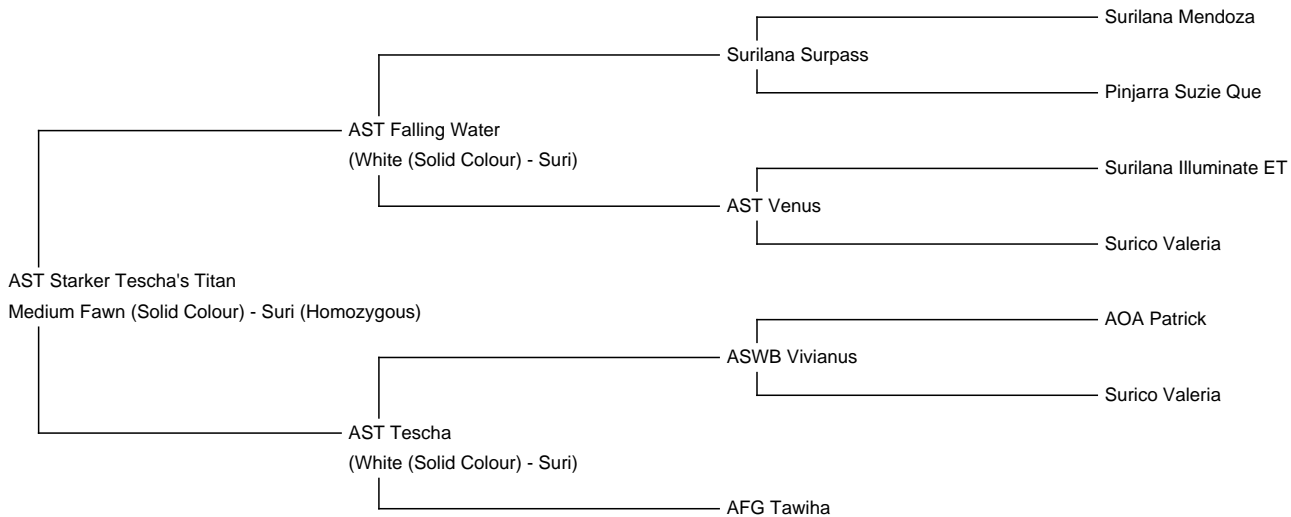 Surilana Mendoza
Surilana Surpass
Pinjarra Suzie Que
AST Falling Water
(White (Solid Colour) - Suri)
Surilana Illuminate ET
AST Venus
Surico Valeria
AST Starker Tescha's Titan
Medium Fawn (Solid Colour) - Suri (Homozygous)
AOA Patrick
ASWB Vivianus
Surico Valeria
AST Tescha
(White (Solid Colour) - Suri)
AFG Tawiha